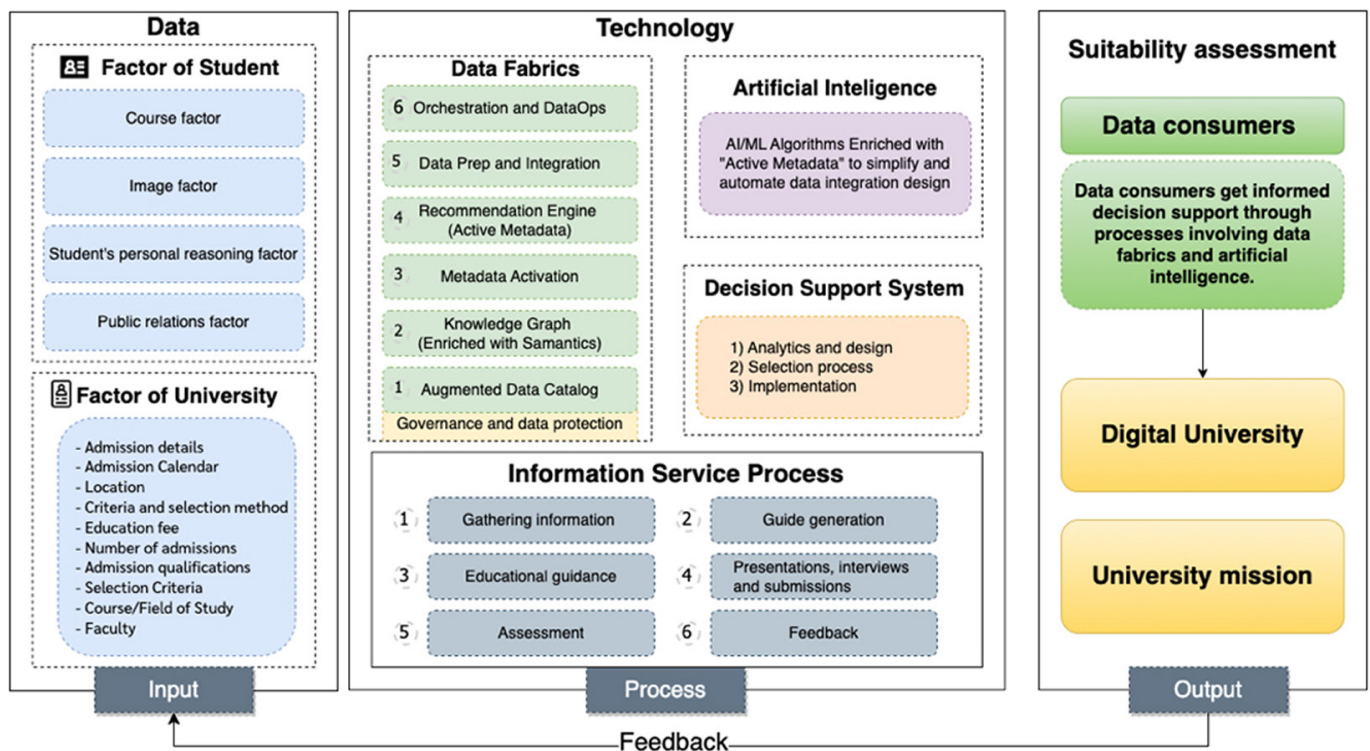 Data
Factor of Student
Course factor
Image factor
Student's personal reasoning factor
Public relations factor
Factor of University
- Admission details
- Admission Calendar
- Location
- Criteria and selection method
- Education fee
- Number of admissions
- Admission qualifications
- Selection Criteria
- Course/Field of Study
- Faculty
Input
Technology
Data Fabrics
6 Orchestration and DataOps
5 Data Prep and Integration
4 Recommendation Engine
(Active Metadata)
3 Metadata Activation
2 Knowledge Graph
(Enriched with Samantics)
1 Augmented Data Catalog
Governance and data protection
Artificial Inteligence
AI/ML Algorithms Enriched with
"Active Metadata" to simplify and
automate data integration design
Decision Support System
1) Analytics and design
2) Selection process
3) Implementation
Information Service Process
1 Gathering information
2 Guide generation
3 Educational guidance
4 Presentations, interviews
and submissions
5 Assessment
6 Feedback
Process
Suitability assessment
Data consumers
Data consumers get informed
decision support through
processes involving data
fabrics and artificial
intelligence.
Digital University
University mission
Output
Feedback